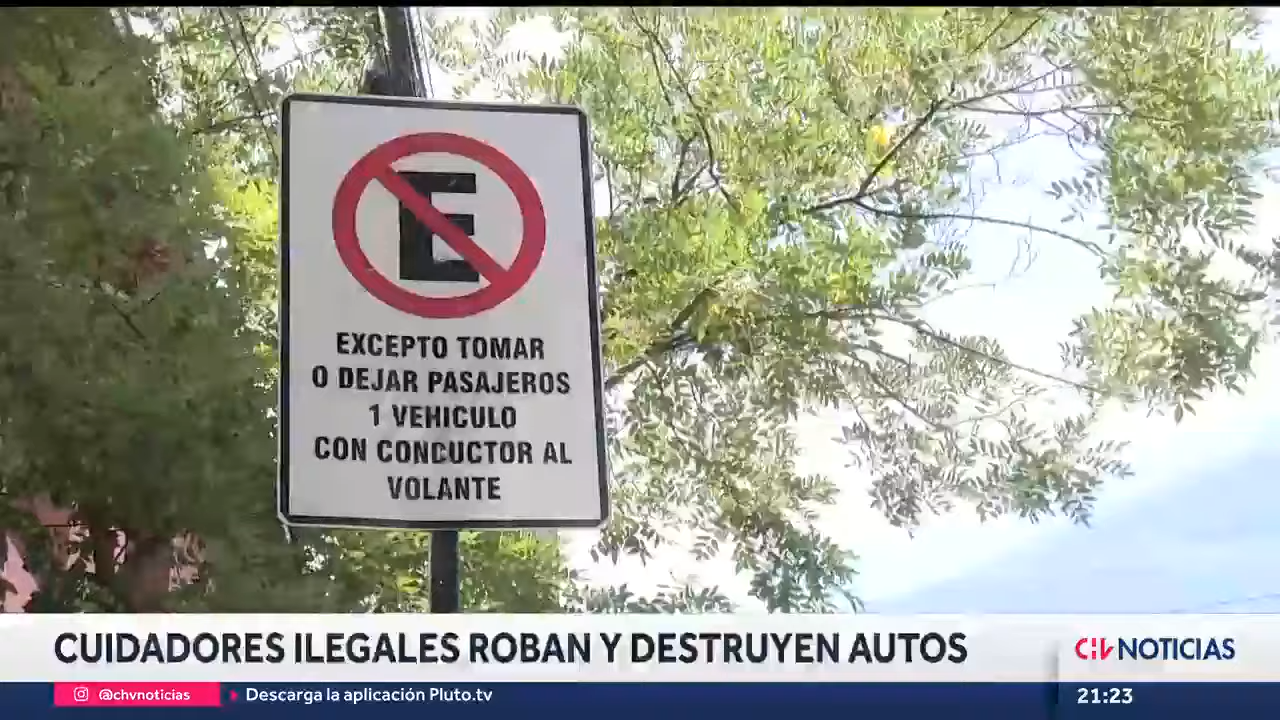 E
EXCEPTO TOMAR
O DEJAR PASAJEROS
1 VEHICULO
CON CONDUCTOR AL
VOLANTE
CUIDADORES ILEGALES ROBAN Y DESTRUYEN AUTOS
CHV NOTICIAS
@chvnoticias
Descarga la aplicación Pluto.tv
21:23